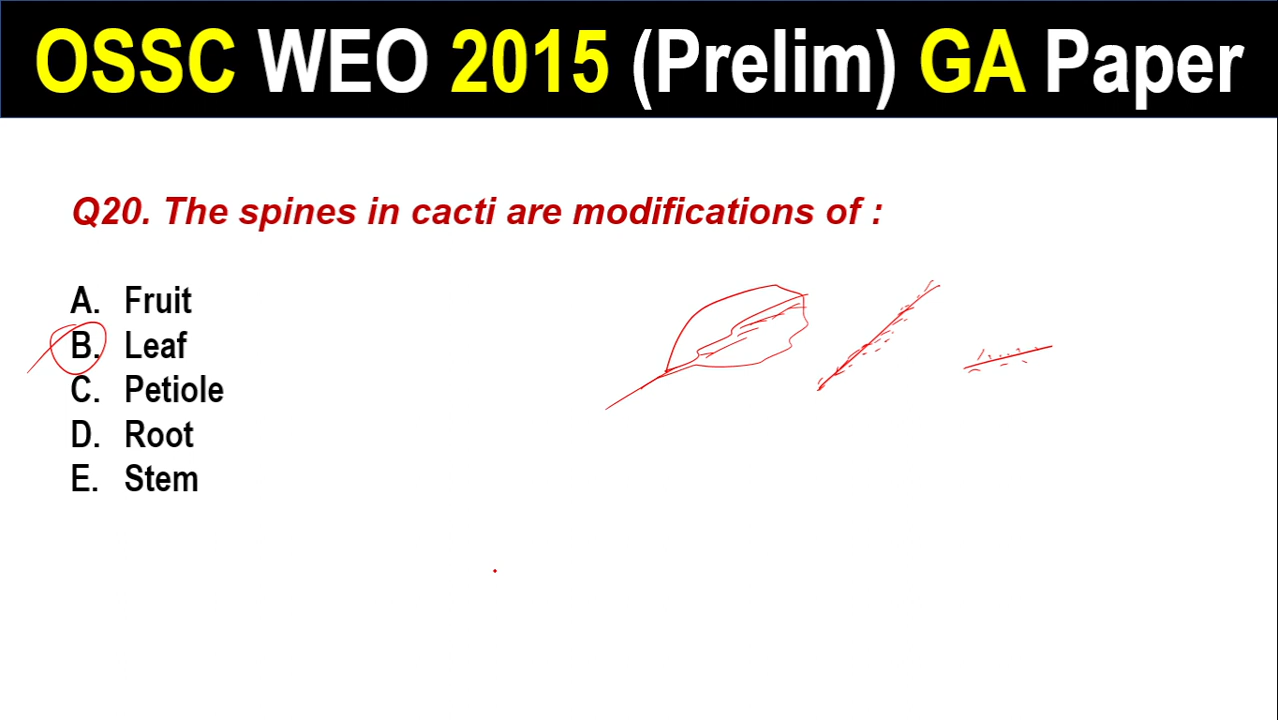 OSSC WEO 2015 (Prelim) GA Paper
Q20. The spines in cacti are modifications of :
A. Fruit
B. Leaf
C. Petiole
D. Root
E. Stem